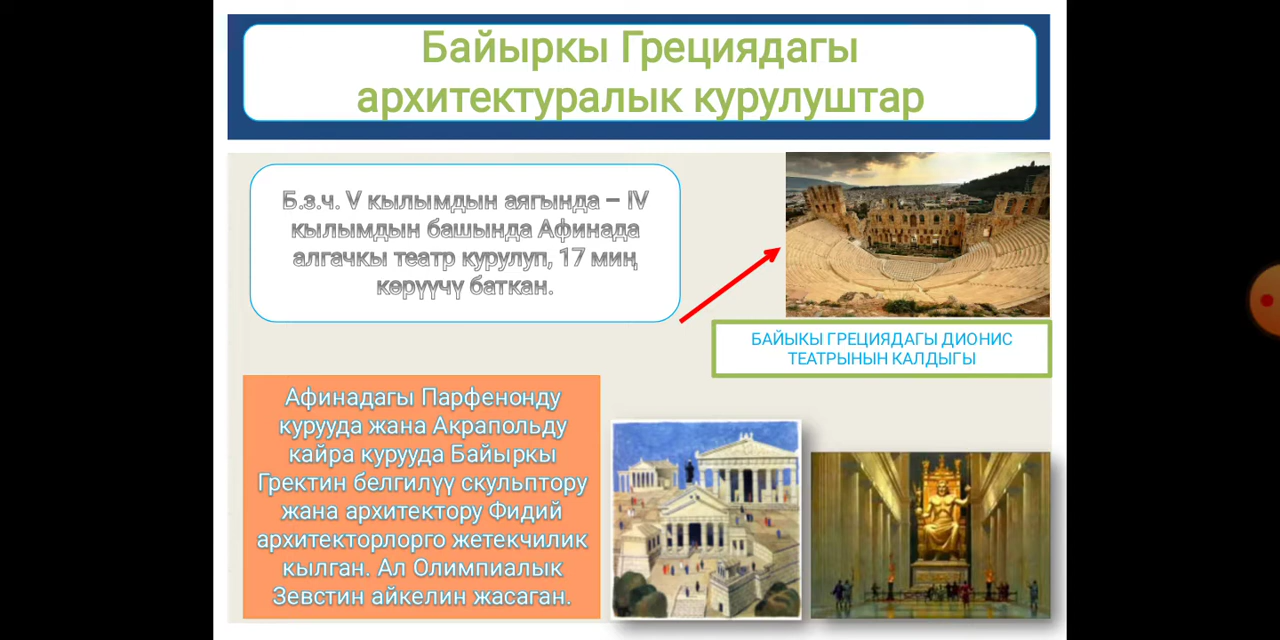 Байыркы Грециядагы
архитектуралык курулуштар
Б.з.ч. V кылымдын аягында – IV
кылымдын башында Афинада
алгачкы театр курулуп, 17 миң
көрүүчү баткан.
БАЙЫКЫ ГРЕЦИЯДАГЫ ДИОНИС
ТЕАТРЫНЫН КАЛДЫГЫ
Афинадагы Парфенонду
курууда жана Акрапольду
кайра курууда Байыркы
Гректин белгилүү скульптору
жана архитектору Фидий
архитекторлорго жетекчилик
кылган. Ал Олимпиалык
Зевстин айкелин жасаган.